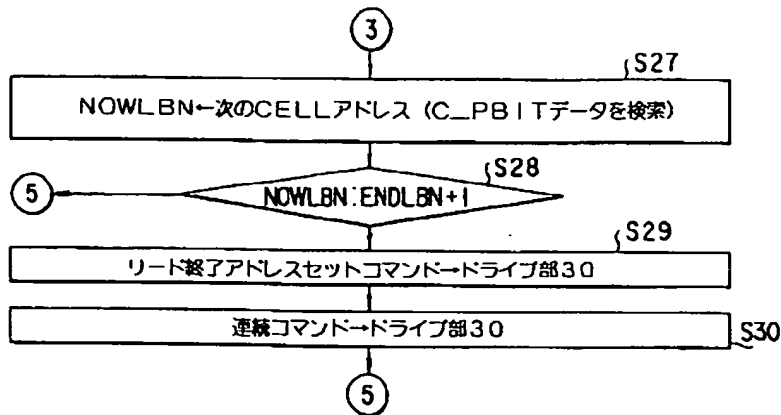 3
S27
NOWLBN←次のCELLアドレス (C_PBITデータを検索)
S28
5
NOWLBN:ENDLBN+1
S29
リード終了アドレスセットコマンド→ドライブ部30
連続コマンド→ドライブ部30
S30
5